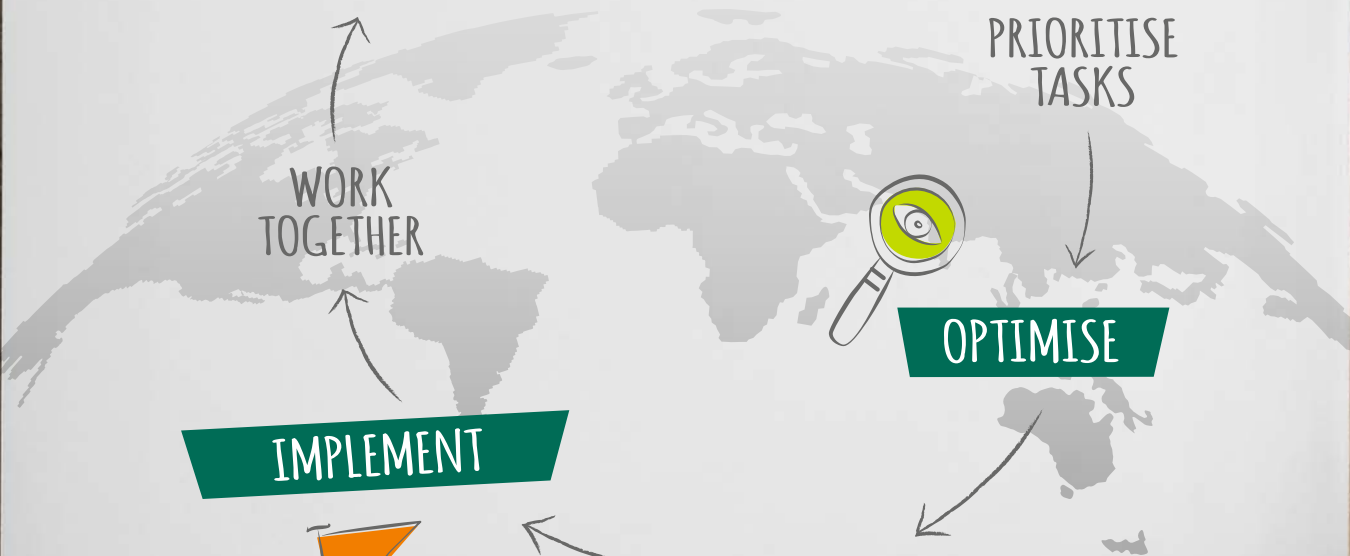 PRIORITISE
TASKS
WORK
TOGETHER
OPTIMISE
IMPLEMENT